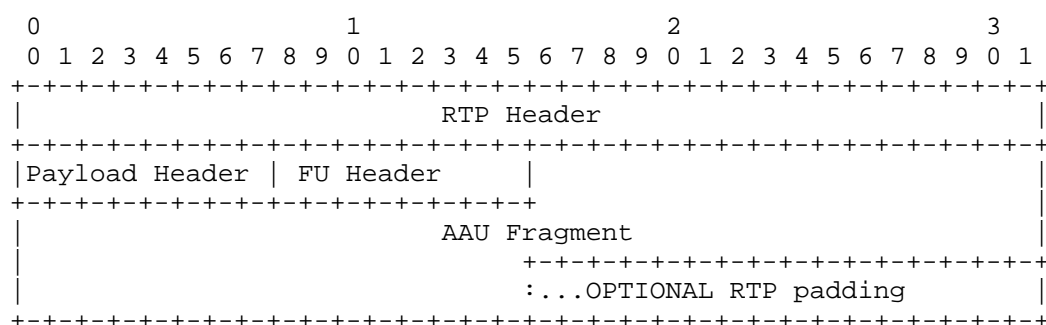 0                   1                   2                   3
 0 1 2 3 4 5 6 7 8 9 0 1 2 3 4 5 6 7 8 9 0 1 2 3 4 5 6 7 8 9 0 1
+-+-+-+-+-+-+-+-+-+-+-+-+-+-+-+-+-+-+-+-+-+-+-+-+-+-+-+-+-+-+-+-+
|                          RTP Header                           |
+-+-+-+-+-+-+-+-+-+-+-+-+-+-+-+-+-+-+-+-+-+-+-+-+-+-+-+-+-+-+-+-+
|Payload Header | FU Header     |                               |
+-+-+-+-+-+-+-+-+-+-+-+-+-+-+-+-+                               |
|                          AAU Fragment                         |
|                               +-+-+-+-+-+-+-+-+-+-+-+-+-+-+-+-+
|                               :...OPTIONAL RTP padding        |
+-+-+-+-+-+-+-+-+-+-+-+-+-+-+-+-+-+-+-+-+-+-+-+-+-+-+-+-+-+-+-+-+